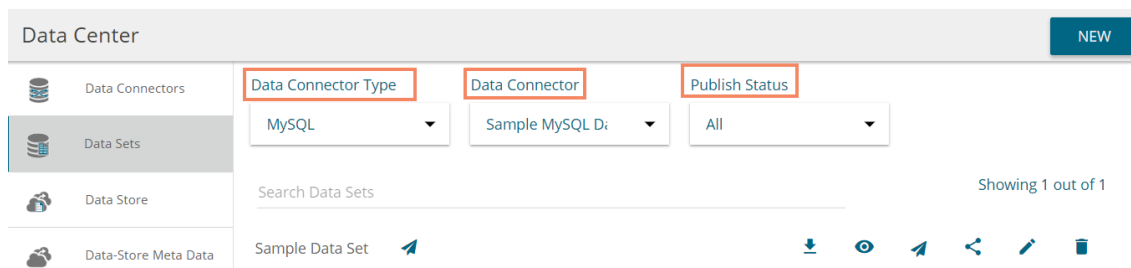 Data Center
NEW
Data Connectors
Data Connector Type
Data Connector
Publish Status
MySQL
Sample MySQL Da
All
Data Sets
Search Data Sets
Showing 1 out of 1
Data Store
Sample Data Set
Data-Store Meta Data